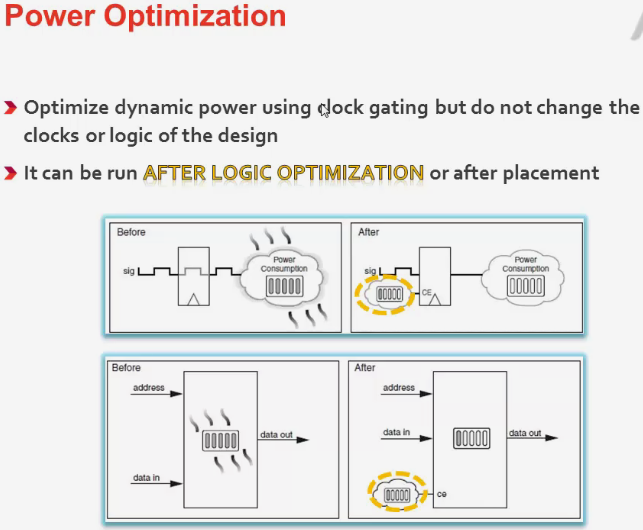 Power Optimization
Optimize dynamic power using clock gating but do not change the
clocks or logic of the design
It can be run AFTER LOGIC OPTIMIZATION or after placement
Before
sig
Power
Consumption
After
sig
CE
Power
Consumption
Before
address
data in
data out
After
address
data in
ce
data out